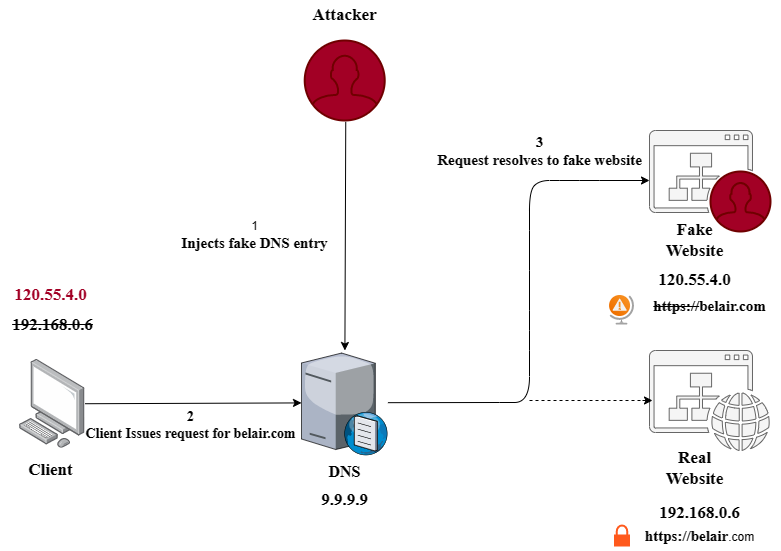 Attacker
1
Injects fake DNS entry
3
Request resolves to fake website
Fake
Website
120.55.4.0
https://belair.com
120.55.4.0
192.168.0.6
2
Client Issues request for belair.com
Client
DNS
9.9.9.9
Real
Website
192.168.0.6
https://belair.com